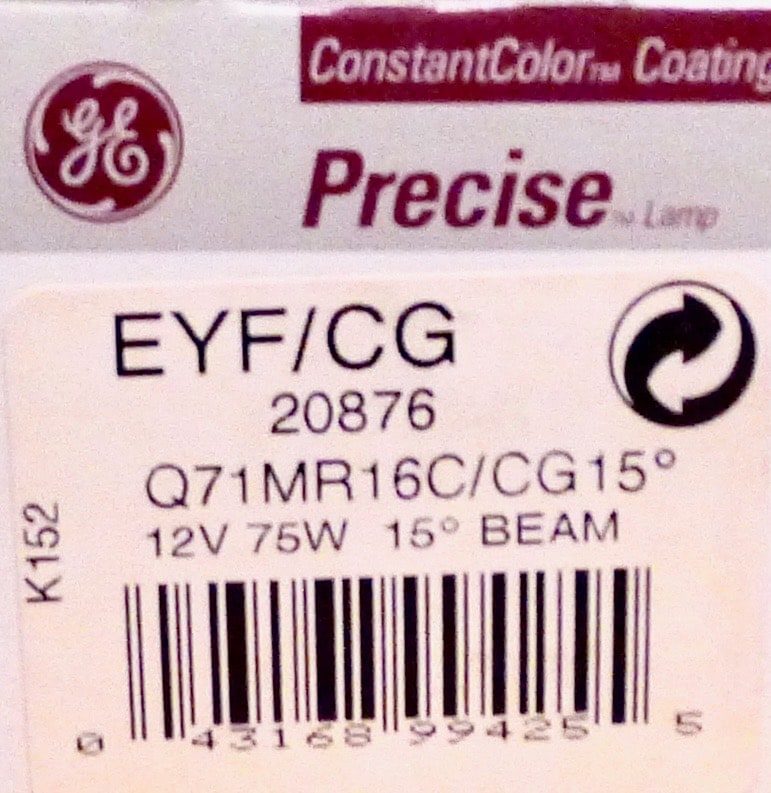 ConstantColor™ Coating
GE
Precise™ Lamp
EYF/CG
20876
Q71MR16C/CG15°
12V 75W 15° BEAM
K152
0 43168 99425 5